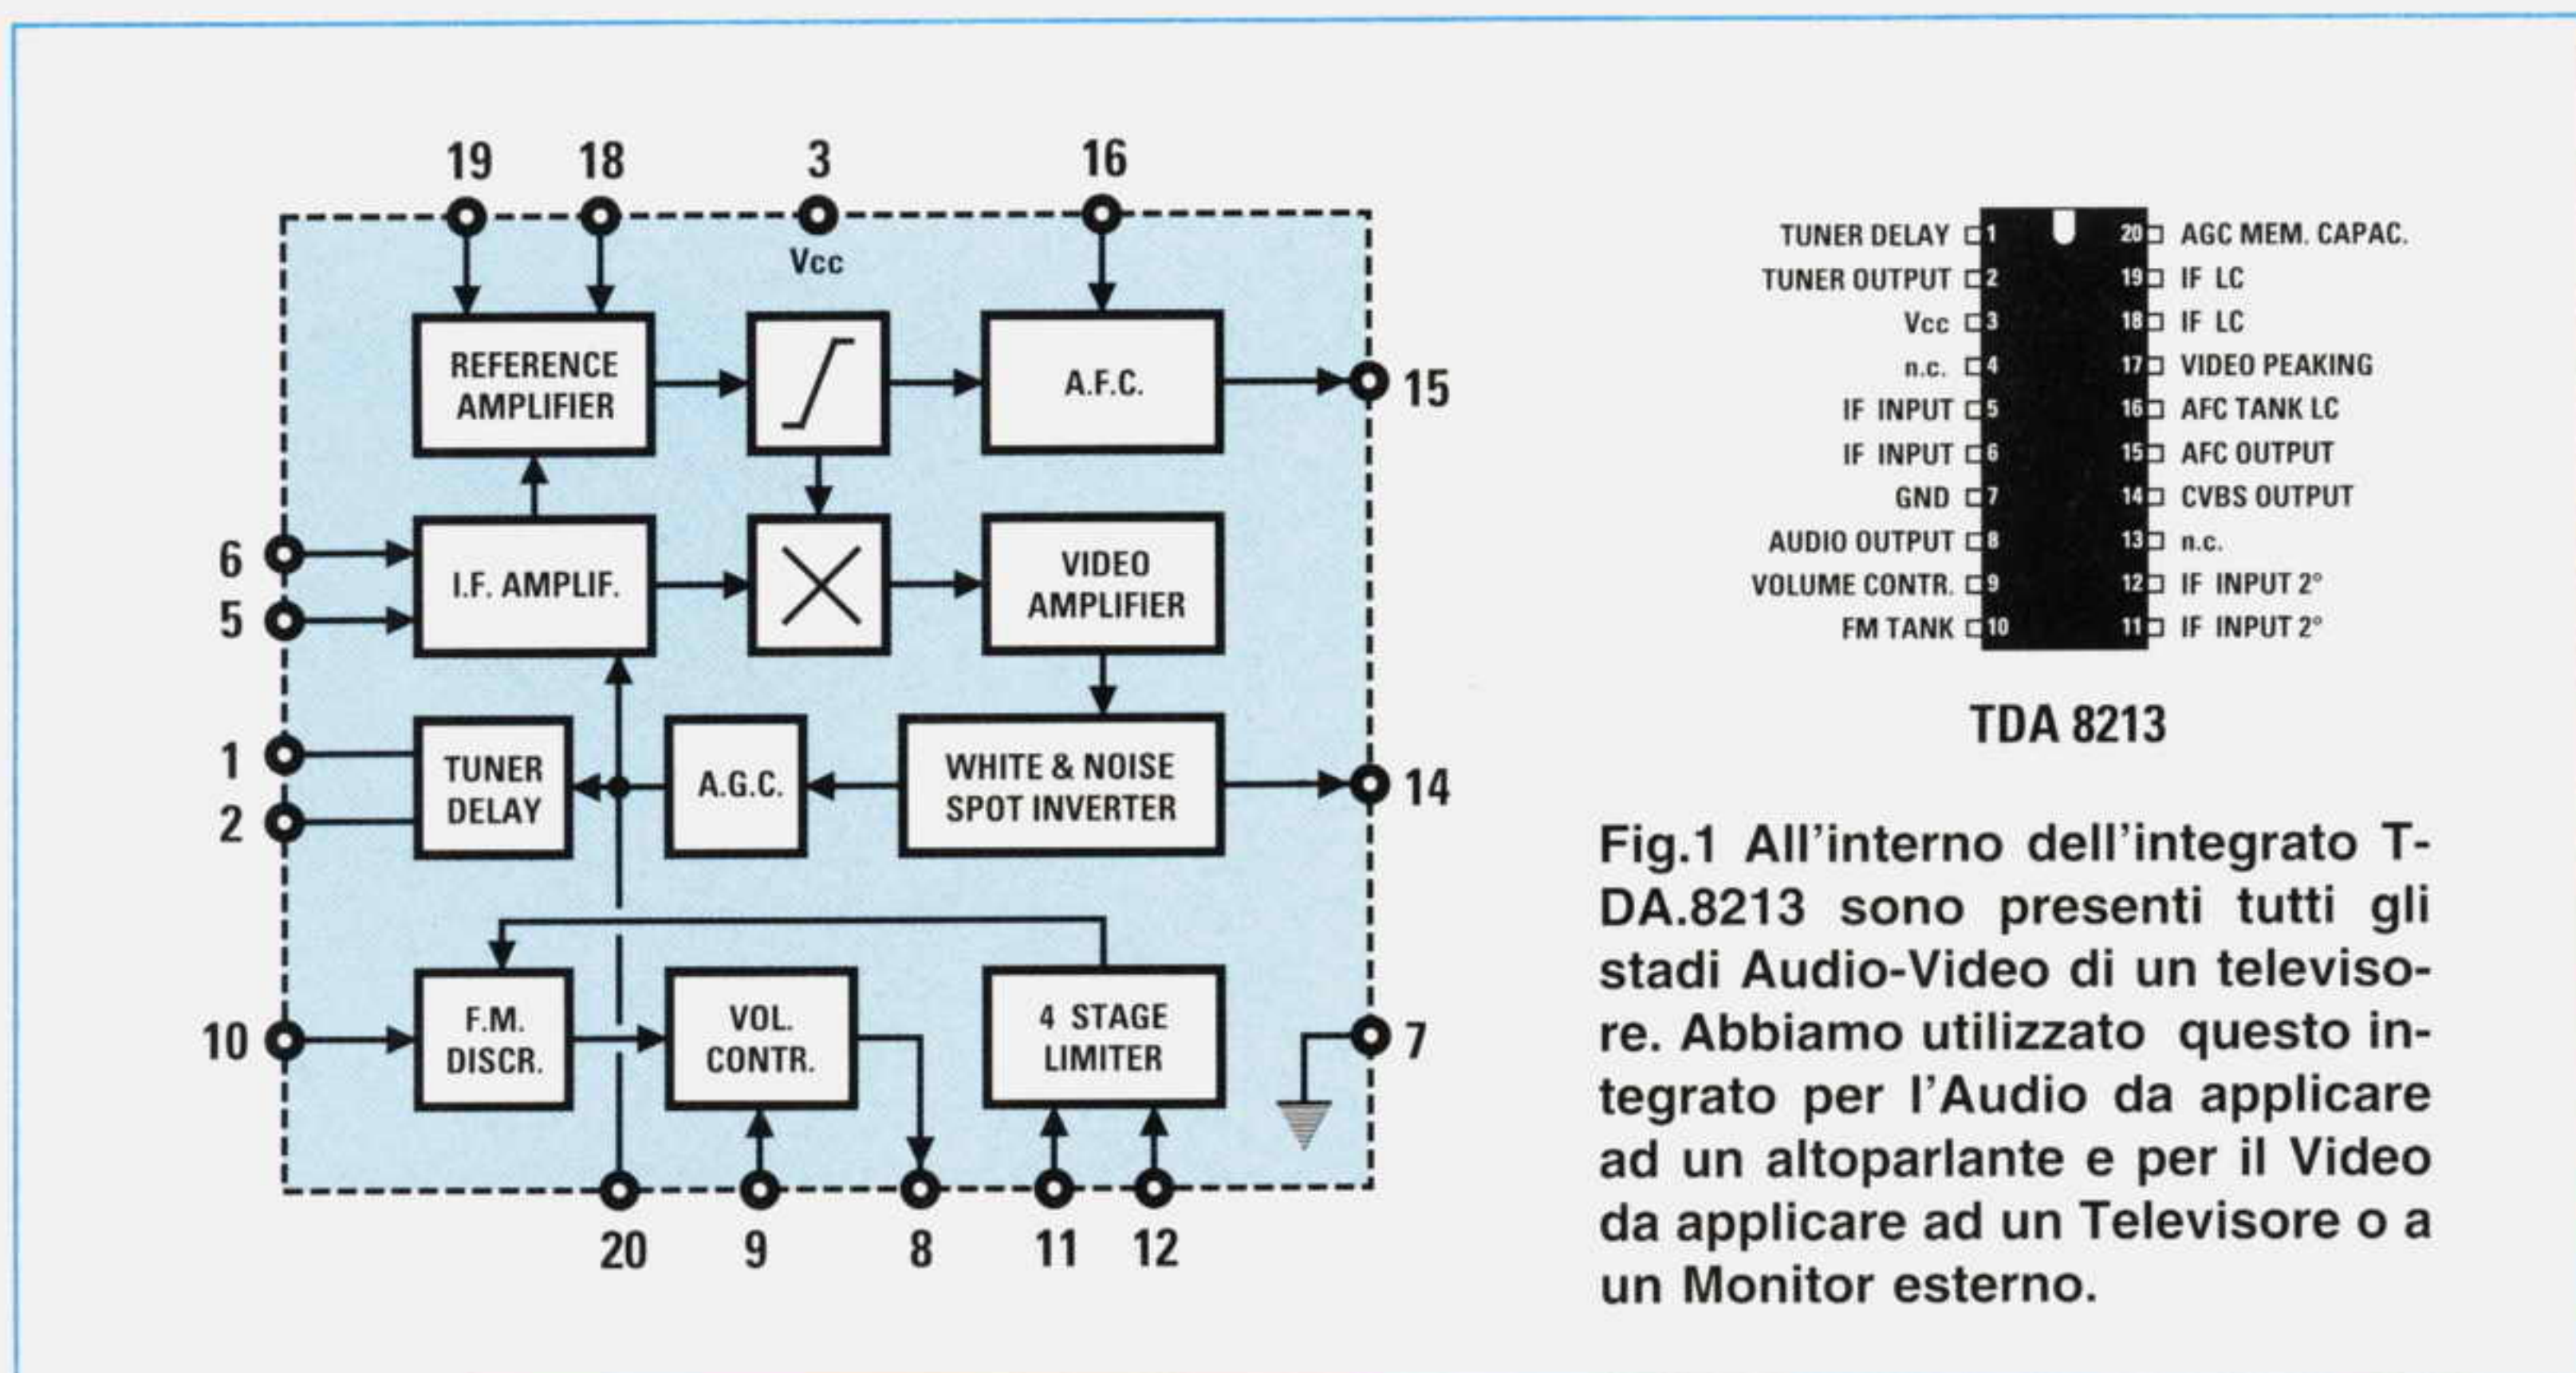 19 18 3 16
Vcc
REFERENCE
AMPLIFIER
A.F.C.
15
6
5
I.F. AMPLIF.
VIDEO
AMPLIFIER
1
2
TUNER
DELAY
A.G.C.
WHITE & NOISE
SPOT INVERTER
14
10
F.M.
DISCR.
VOL.
CONTR.
4 STAGE
LIMITER
7
20 9 8 11 12
TUNER DELAY 1 20 AGC MEM. CAPAC.
TUNER OUTPUT 2 19 IF LC
Vcc 3 18 IF LC
n.c. 4 17 VIDEO PEAKING
IF INPUT 5 16 AFC TANK LC
IF INPUT 6 15 AFC OUTPUT
GND 7 14 CVBS OUTPUT
AUDIO OUTPUT 8 13 n.c.
VOLUME CONTR. 9 12 IF INPUT 2°
FM TANK 10 11 IF INPUT 2°
TDA 8213
Fig.1 All'interno dell'integrato T-
DA.8213 sono presenti tutti gli
stadi Audio-Video di un televiso-
re. Abbiamo utilizzato questo in-
tegrato per l'Audio da applicare
ad un altoparlante e per il Video
da applicare ad un Televisore o a
un Monitor esterno.